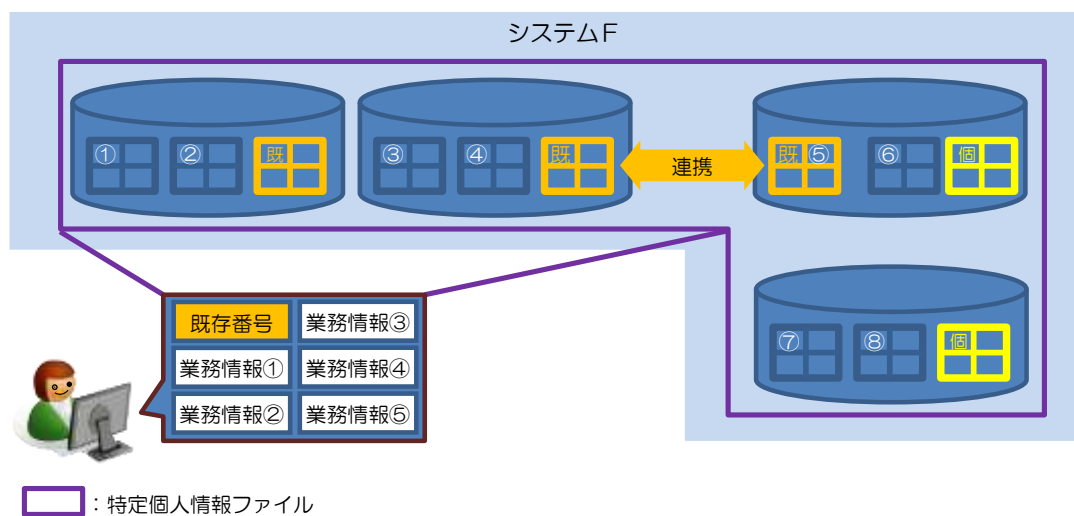 システムF
① ② 既
③ ④ 既
連携
既 ⑤ ⑥ 個
⑦ ⑧ 個
既存番号 業務情報③
業務情報① 業務情報④
業務情報② 業務情報⑤
:特定個人情報ファイル